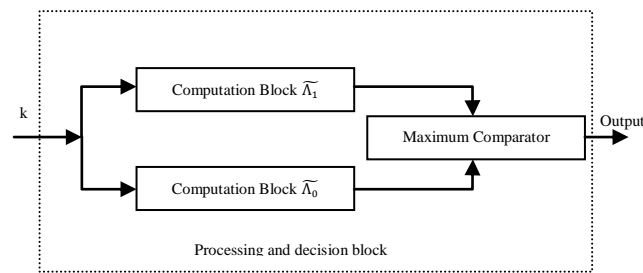 Computation Block Λ̃₁
k
Output
Maximum Comparator
Computation Block Λ̃₀
Processing and decision block